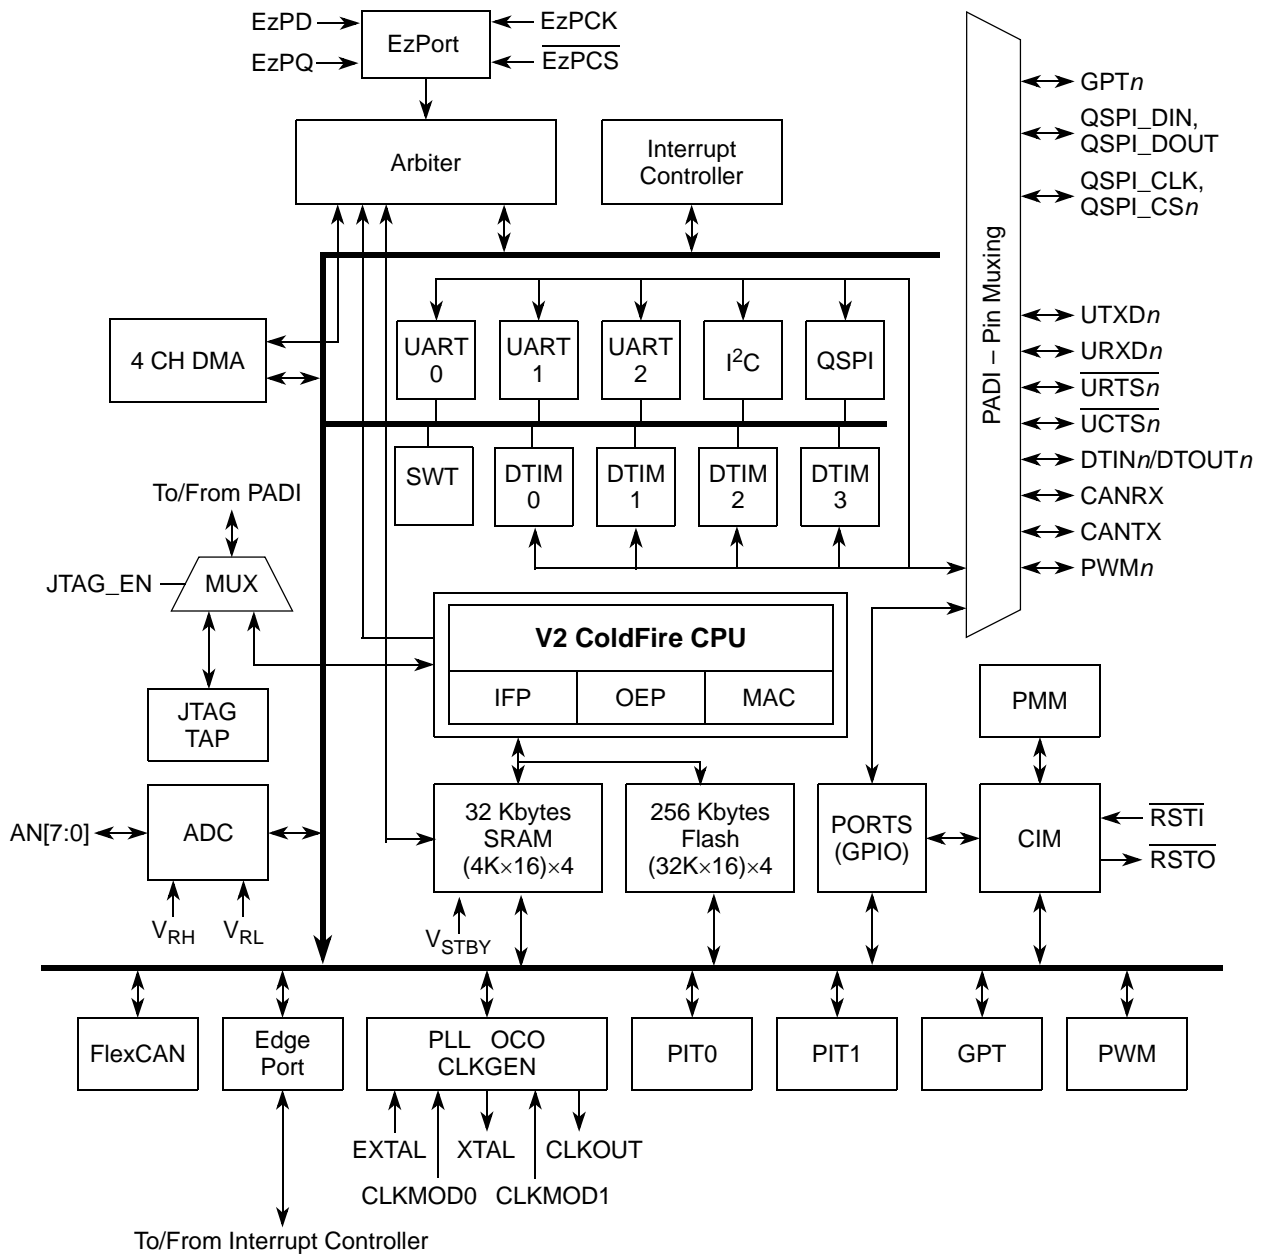 EzPD
EzPQ
EzPort
EzPCK
EzPCS
Arbiter
Interrupt
Controller
PADI – Pin Muxing
GPTn
QSPI_DIN,
QSPI_DOUT
QSPI_CLK,
QSPI_CSn
UTXDn
URXDn
URTSn
UCTSn
DTINn/DTOUTn
CANRX
CANTX
PWMn
4 CH DMA
UART
0
UART
1
UART
2
I²C
QSPI
SWT
DTIM
0
DTIM
1
DTIM
2
DTIM
3
To/From PADI
JTAG_EN
MUX
JTAG
TAP
V2 ColdFire CPU
IFP
OEP
MAC
PMM
AN[7:0]
ADC
VRH
VRL
32 Kbytes
SRAM
(4K×16)×4
VSTBY
256 Kbytes
Flash
(32K×16)×4
PORTS
(GPIO)
CIM
RSTI
RSTO
FlexCAN
Edge
Port
PLL OCO
CLKGEN
PIT0
PIT1
GPT
PWM
EXTAL
XTAL
CLKOUT
CLKMOD0
CLKMOD1
To/From Interrupt Controller